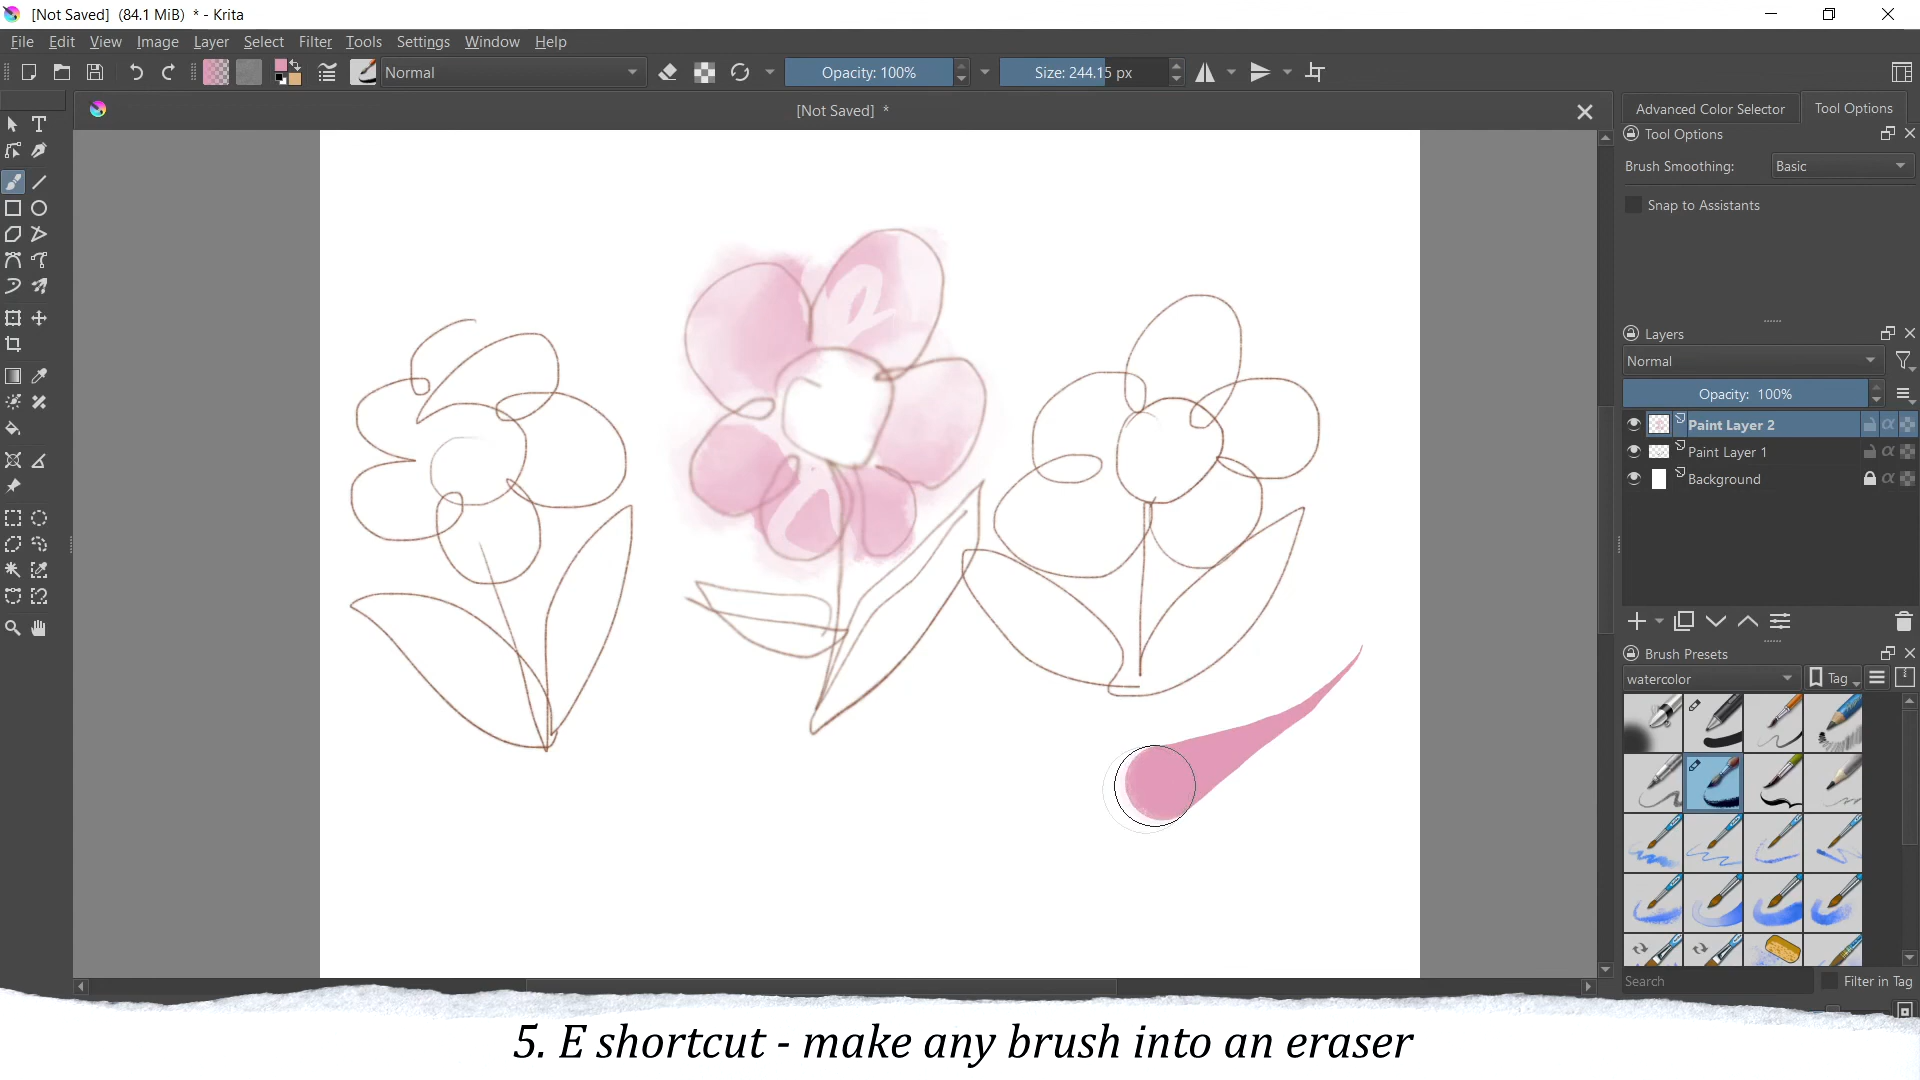 [Not Saved] (84.1 MiB) * - Krita
File Edit View Image Layer Select Filter Tools Settings Window Help
Normal Opacity: 100% Size: 244.15 px
[Not Saved] *
Advanced Color Selector Tool Options
Tool Options
Brush Smoothing: Basic
Snap to Assistants
Layers
Normal
Opacity: 100%
Paint Layer 2
Paint Layer 1
Background
Brush Presets
watercolor Tag
Search Filter in Tag
5. E shortcut - make any brush into an eraser